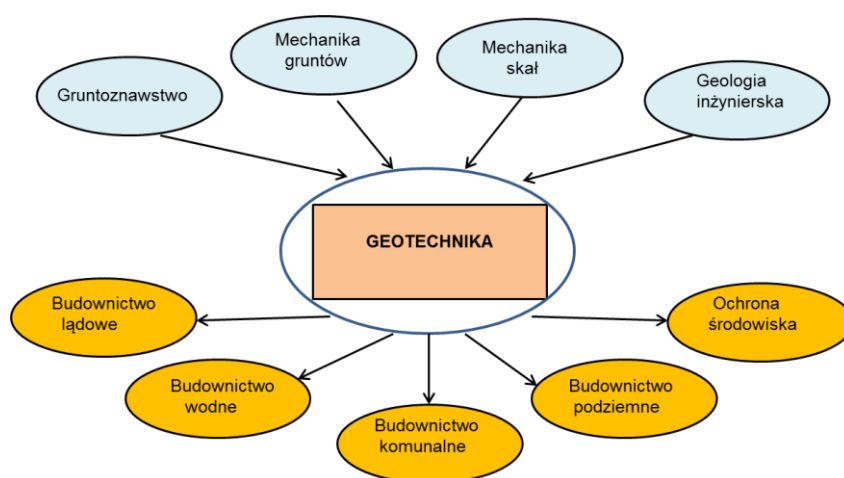 Gruntoznawstwo
Mechanika
gruntów
Mechanika
skał
Geologia
inżynierska
GEOTECHNIKA
Budownictwo
lądowe
Budownictwo
wodne
Budownictwo
komunalne
Budownictwo
podziemne
Ochrona
środowiska